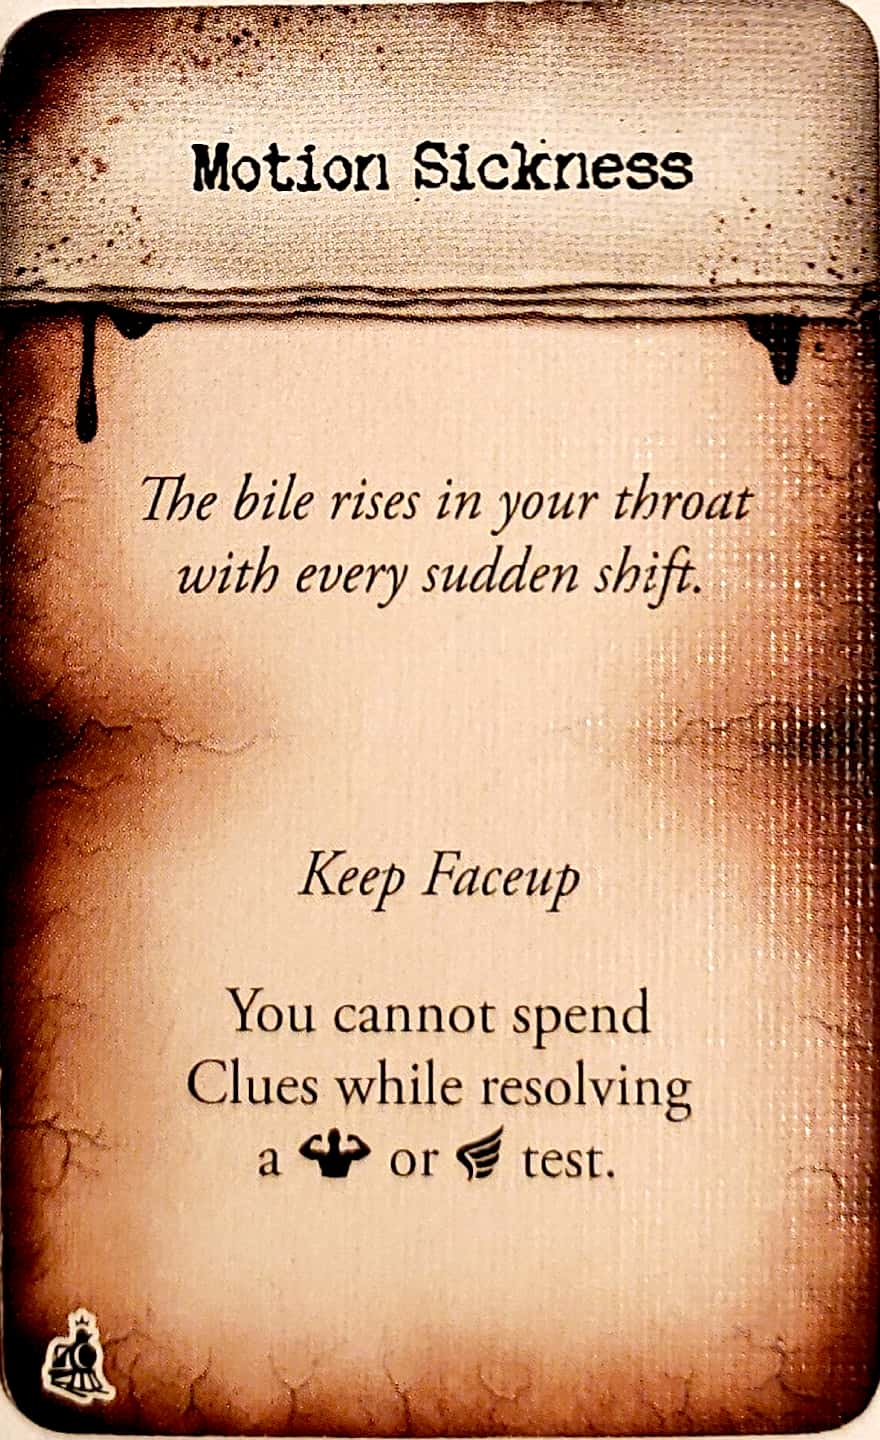 Motion Sickness
The bile rises in your throat
with every sudden shift.
Keep Faceup
You cannot spend
Clues while resolving
a or test.